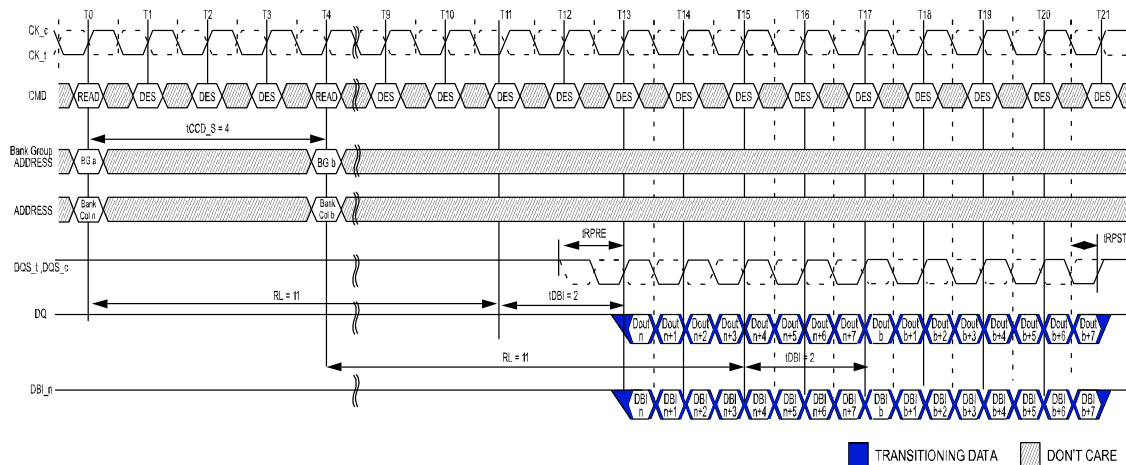 T0 T1 T2 T3 T4 T9 T10 T11 T12 T13 T14 T15 T16 T17 T18 T19 T20 T21
CK_c
CK_t
CMD READ DES DES DES READ DES DES DES DES DES DES DES DES DES DES DES DES DES
tCCD_S = 4
Bank Group
ADDRESS BG a BG b
ADDRESS
Bank
Col n
Bank
Col b
tRPRE tRPST
DQS_t ,DQS_c
RL = 11 tDBI = 2
DQ
Dout Dout Dout Dout Dout Dout Dout Dout Dout Dout Dout Dout Dout Dout Dout Dout
n n+1 n+2 n+3 n+4 n+5 n+6 n+7 b b+1 b+2 b+3 b+4 b+5 b+6 b+7
RL = 11 tDBI = 2
DBI_n
DBI DBI DBI DBI DBI DBI DBI DBI DBI DBI DBI DBI DBI DBI DBI DBI
n n+1 n+2 n+3 n+4 n+5 n+6 n+7 b b+1 b+2 b+3 b+4 b+5 b+6 b+7
TRANSITIONING DATA DON'T CARE